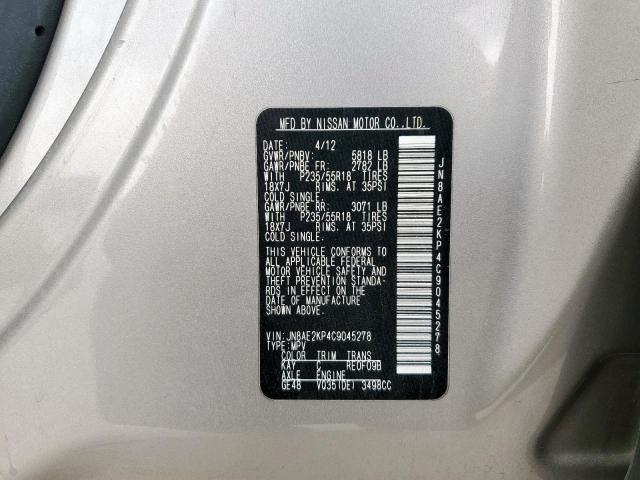 MFD BY NISSAN MOTOR CO.,LTD.
DATE: 4/12
GVWR/PNBV: 5818 LB
GAWR/PNBE FR: 2782 LB
WITH P235/55R18 TIRES
18X7J RIMS. AT 35PSI
COLD SINGLE.
GAWR/PNBE RR: 3071 LB
WITH P235/55R18 TIRES
18X7J RIMS. AT 35PSI
COLD SINGLE.
THIS VEHICLE CONFORMS TO
ALL APPLICABLE FEDERAL
MOTOR VEHICLE SAFETY AND
THEFT PREVENTION STANDA-
RDS IN EFFECT ON THE DATE
OF MANUFACTURE SHOWN
ABOVE.
VIN:JN8AE2KP4C9045278
TYPE:MPV
COLOR TRIM TRANS
KAY C RE0F09B
AXLE ENGINE
GE48 VQ35(DE) 3498CC
JN8AE2KP4C9045278